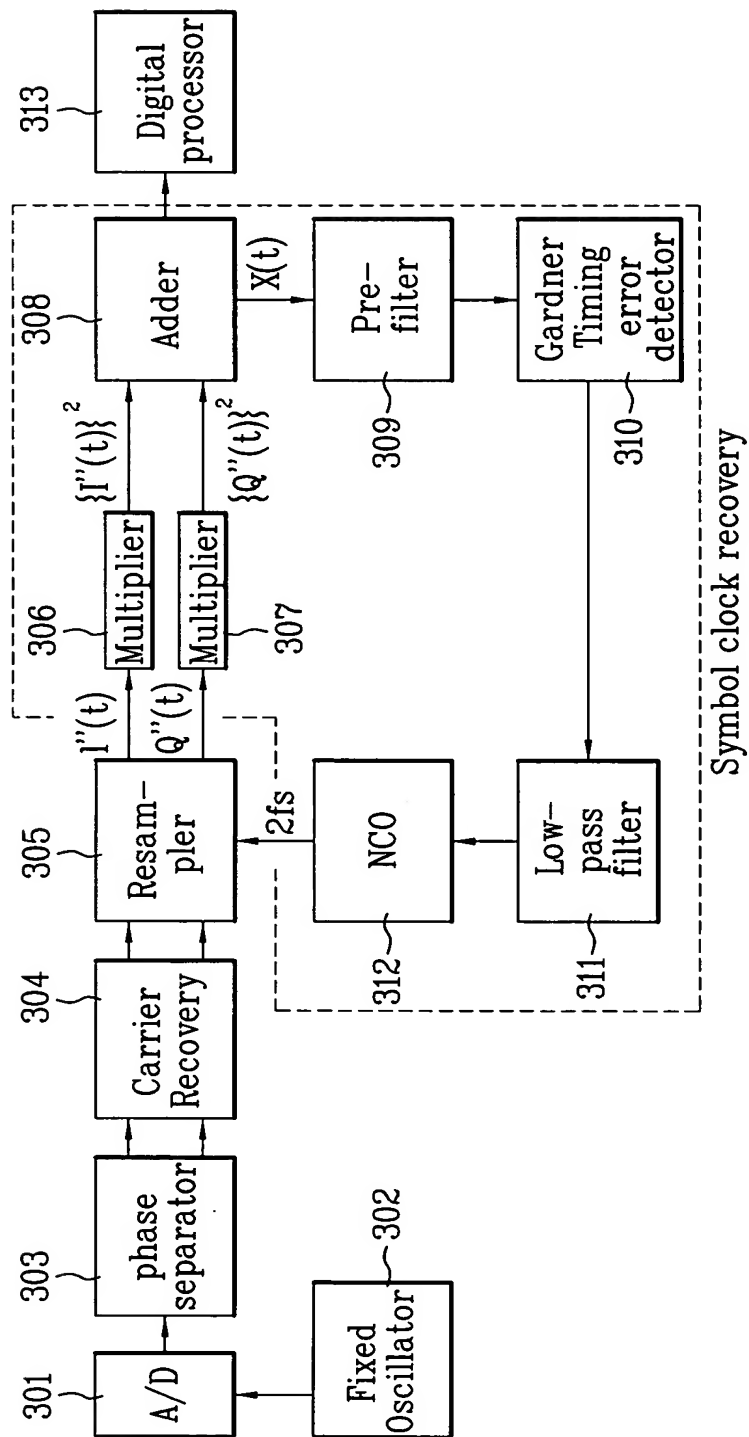 301
A/D
Fixed
Oscillator
302
303
phase
separator
304
Carrier
Recovery
305
Resam-
pler
I''(t)
Q''(t)
306
Multiplier
Multiplier
307
{I''(t)}²
{Q''(t)}²
308
Adder
313
Digital
processor
X(t)
Pre-
filter
309
Gardner
Timing
error
detector
310
Low-
pass
filter
311
NCO
312
2fs
Symbol clock recovery